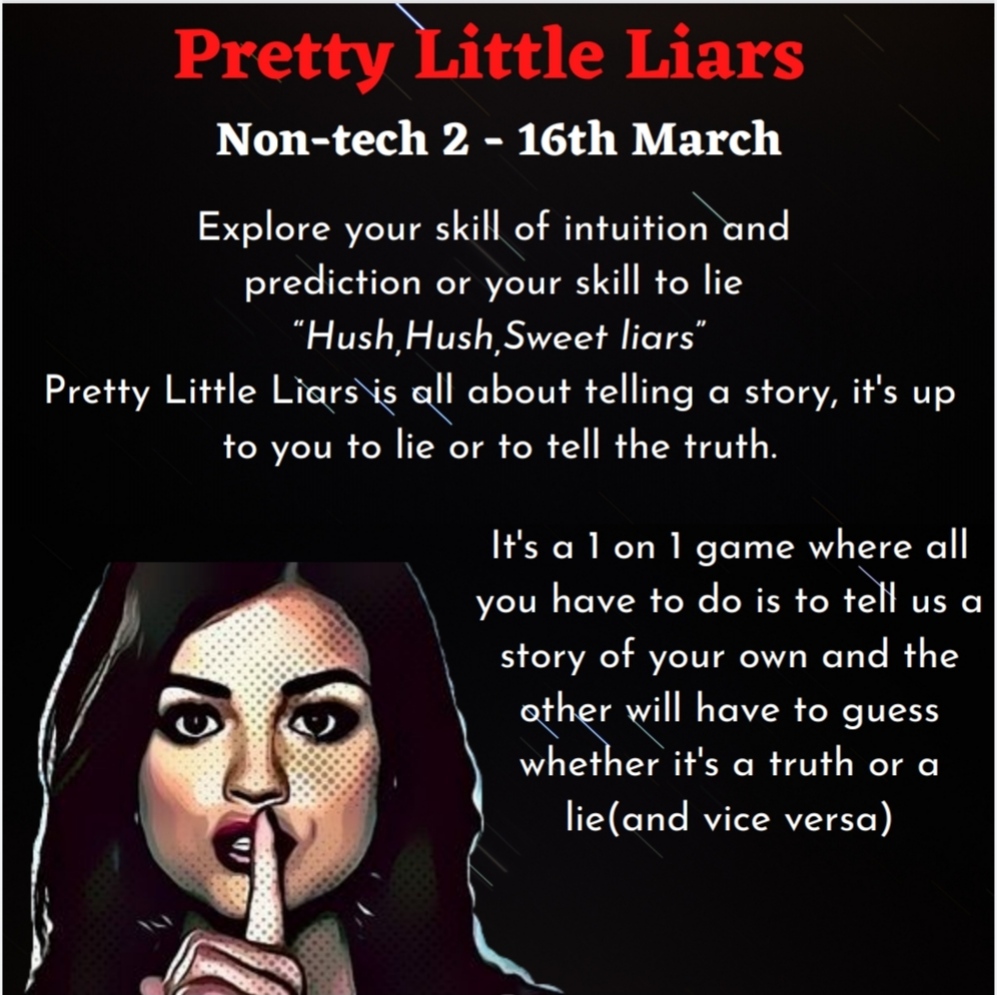 Pretty Little Liars
Non-tech 2 - 16th March
Explore your skill of intuition and
prediction or your skill to lie
“Hush,Hush,Sweet liars”
Pretty Little Liars is all about telling a story, it's up
to you to lie or to tell the truth.
It's a 1 on 1 game where all
you have to do is to tell us a
story of your own and the
other will have to guess
whether it's a truth or a
lie(and vice versa)